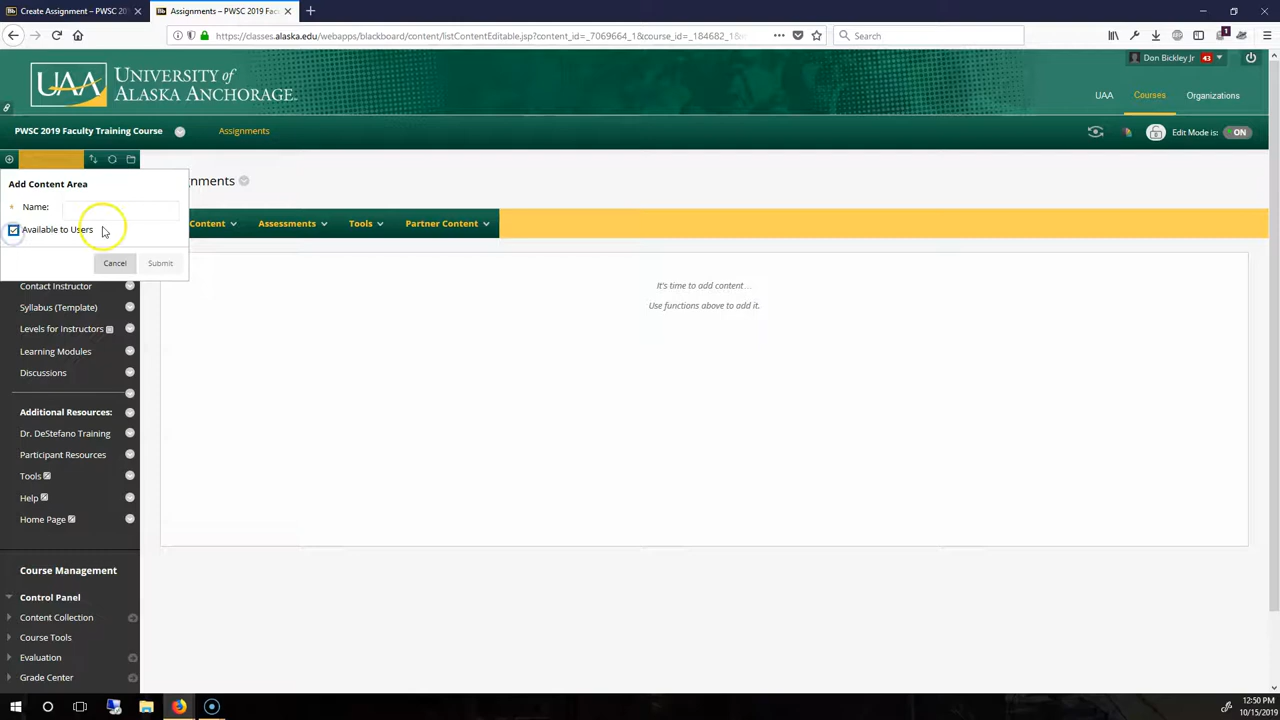 Create Assignment – PWSC 20
Assignments – PWSC 2019 Fac
https://classes.alaska.edu/webapps/blackboard/content/listContentEditable.jsp?content_id=_7069664_1&course_id=_184682_1
Search
UAA
UNIVERSITY of
ALASKA ANCHORAGE.
Don Bickley Jr 43
UAA
Courses
Organizations
PWSC 2019 Faculty Training Course
Assignments
Edit Mode is: ON
Add Content Area
Name:
Available to Users
Cancel
Submit
nments
Content
Assessments
Tools
Partner Content
It's time to add content...
Use functions above to add it.
Contact Instructor
Syllabus (Template)
Levels for Instructors
Learning Modules
Discussions
Additional Resources:
Dr. DeStefano Training
Participant Resources
Tools
Help
Home Page
Course Management
Control Panel
Content Collection
Course Tools
Evaluation
Grade Center
12:50 PM
10/15/2019